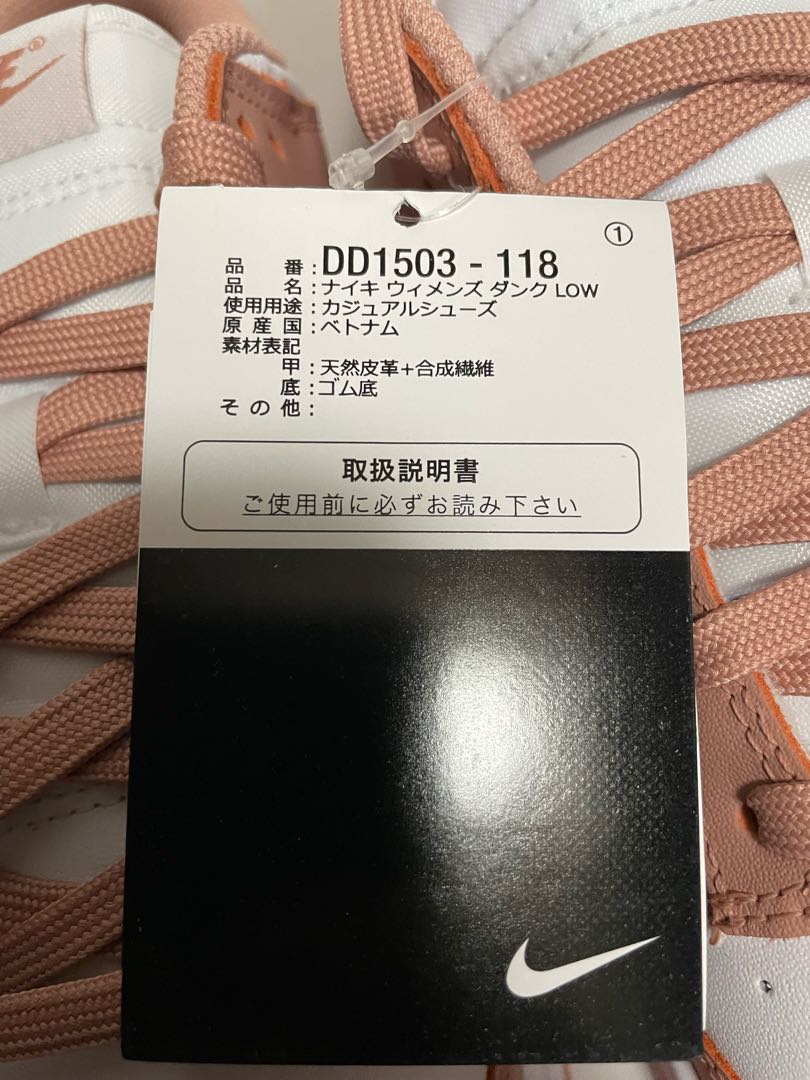 ①
品 番:DD1503 - 118
品 名:ナイキ ウィメンズ ダンク LOW
使用用途:カジュアルシューズ
原 産 国:ベトナム
素材表記
甲:天然皮革+合成繊維
底:ゴム底
そ の 他:
取扱説明書
ご使用前に必ずお読み下さい